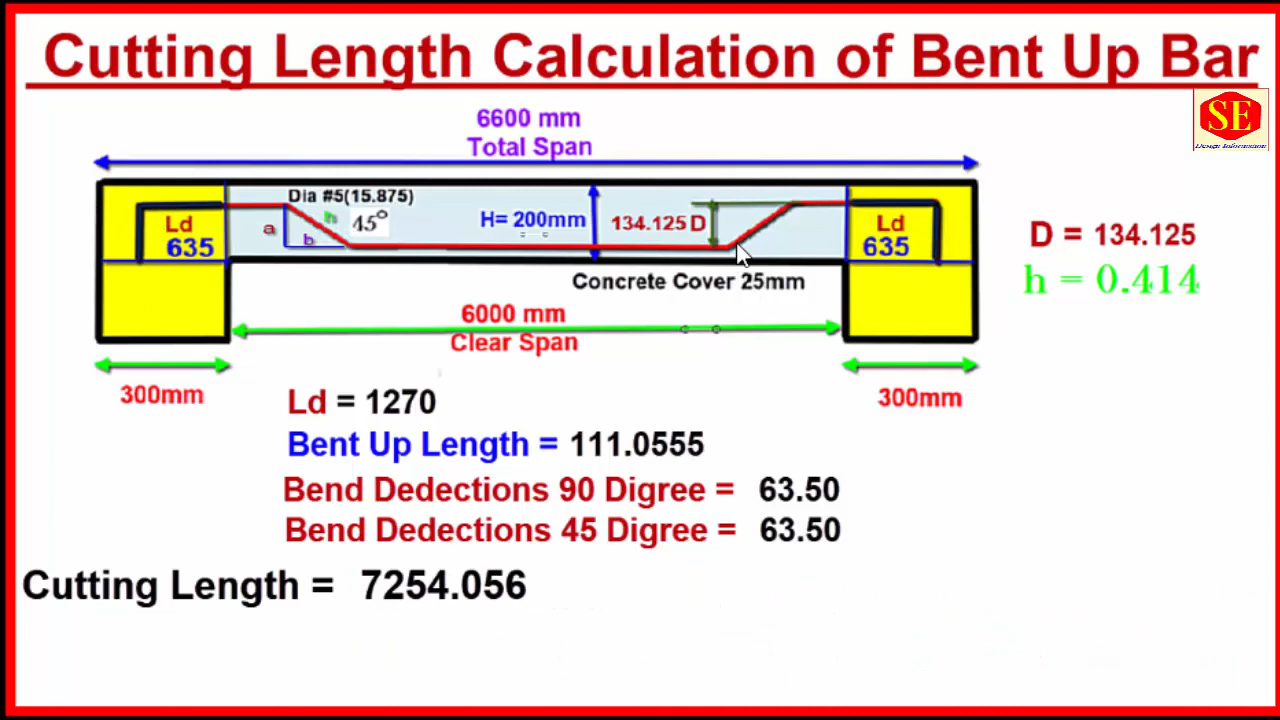 Cutting Length Calculation of Bent Up Bar
SE
Design Information
6600 mm
Total Span
Dia #5(15.875)
Ld
635
a
h
b
45°
H= 200mm
134.125 D
Ld
635
D = 134.125
h = 0.414
Concrete Cover 25mm
6000 mm
Clear Span
300mm
300mm
Ld = 1270
Bent Up Length = 111.0555
Bend Dedections 90 Digree = 63.50
Bend Dedections 45 Digree = 63.50
Cutting Length = 7254.056